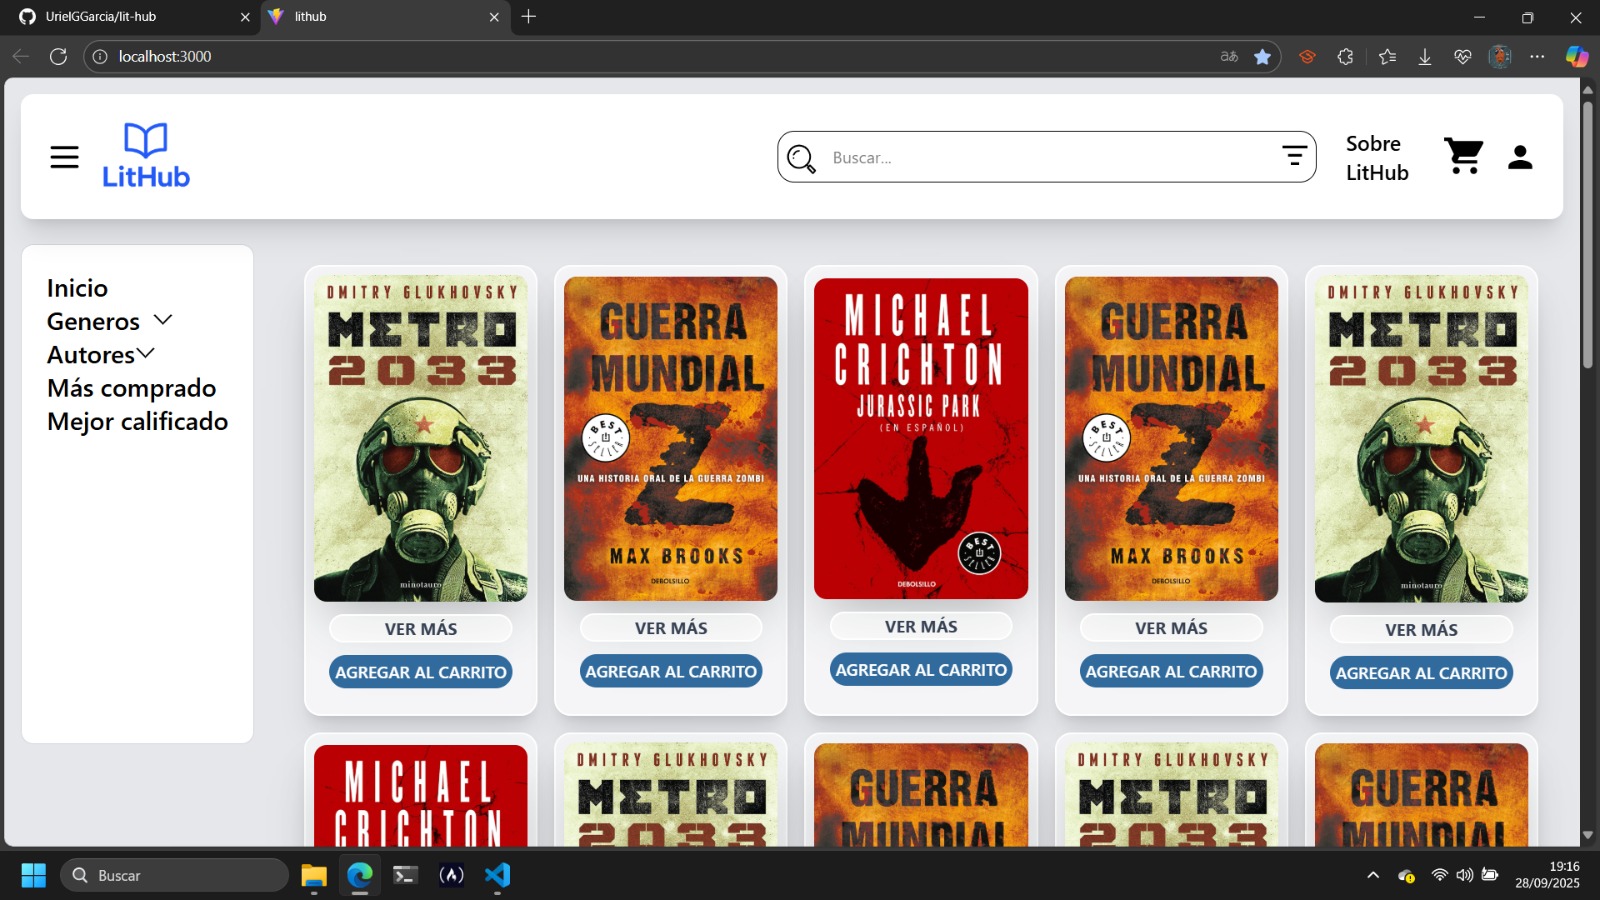 UrielGGarcia/lit-hub
lithub
localhost:3000
LitHub
Buscar...
Sobre
LitHub
Inicio
Generos
Autores
Más comprado
Mejor calificado
DMITRY GLUKHOVSKY
METRO
2033
minotauro
VER MÁS
AGREGAR AL CARRITO
GUERRA
MUNDIAL
Z
BEST
SELLER
UNA HISTORIA ORAL DE LA GUERRA ZOMBI
MAX BROOKS
DEBOLSILLO
VER MÁS
AGREGAR AL CARRITO
MICHAEL
CRICHTON
JURASSIC PARK
(EN ESPAÑOL)
BEST
SELLER
DEBOLSILLO
VER MÁS
AGREGAR AL CARRITO
GUERRA
MUNDIAL
Z
BEST
SELLER
UNA HISTORIA ORAL DE LA GUERRA ZOMBI
MAX BROOKS
DEBOLSILLO
VER MÁS
AGREGAR AL CARRITO
DMITRY GLUKHOVSKY
METRO
2033
minotauro
VER MÁS
AGREGAR AL CARRITO
MICHAEL
CRICHTON
DMITRY GLUKHOVSKY
METRO
2033
GUERRA
MUNDIAL
DMITRY GLUKHOVSKY
METRO
2033
GUERRA
MUNDIAL
Buscar
19:16
28/09/2025